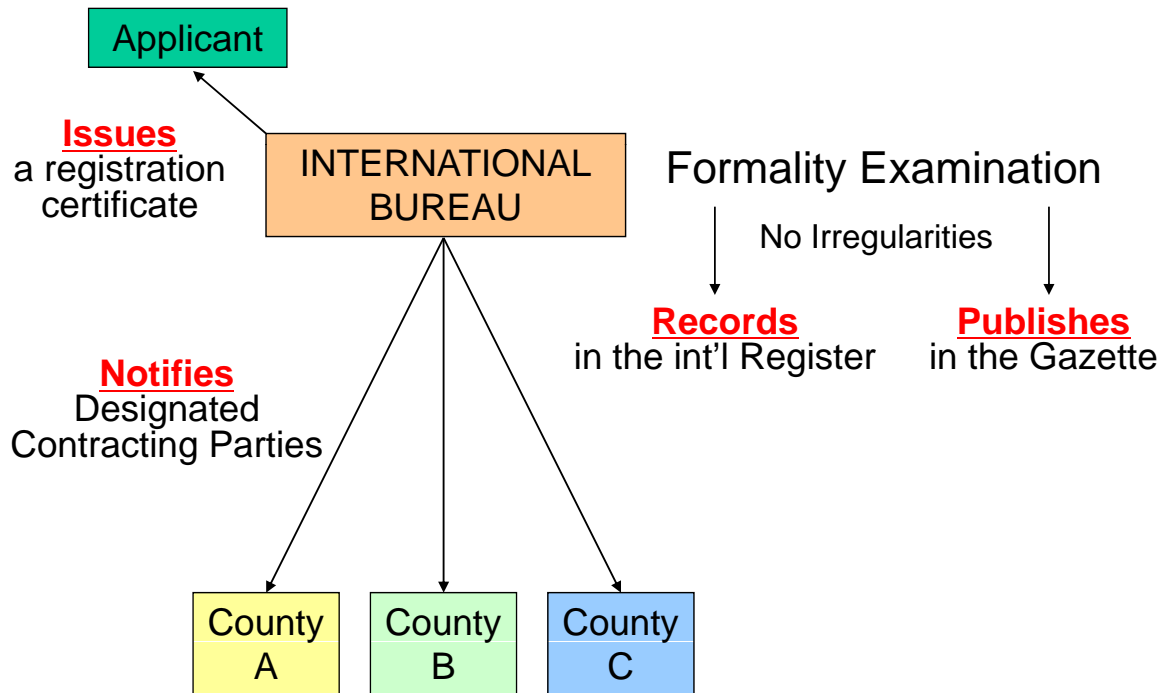 Applicant
Issues
a registration
certificate
INTERNATIONAL
BUREAU
Formality Examination
No Irregularities
Records
in the int’l Register
Publishes
in the Gazette
Notifies
Designated
Contracting Parties
County
A
County
B
County
C